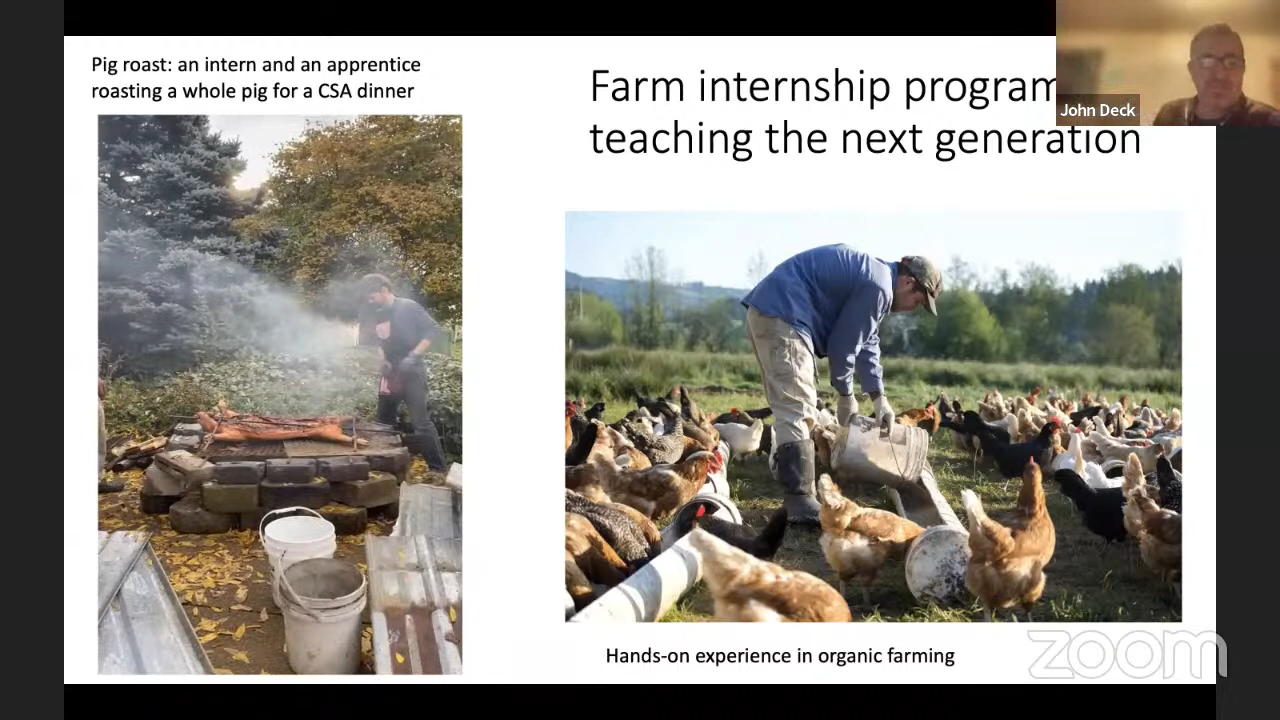 Pig roast: an intern and an apprentice
roasting a whole pig for a CSA dinner
Farm internship program
teaching the next generation
John Deck
Hands-on experience in organic farming
zoom